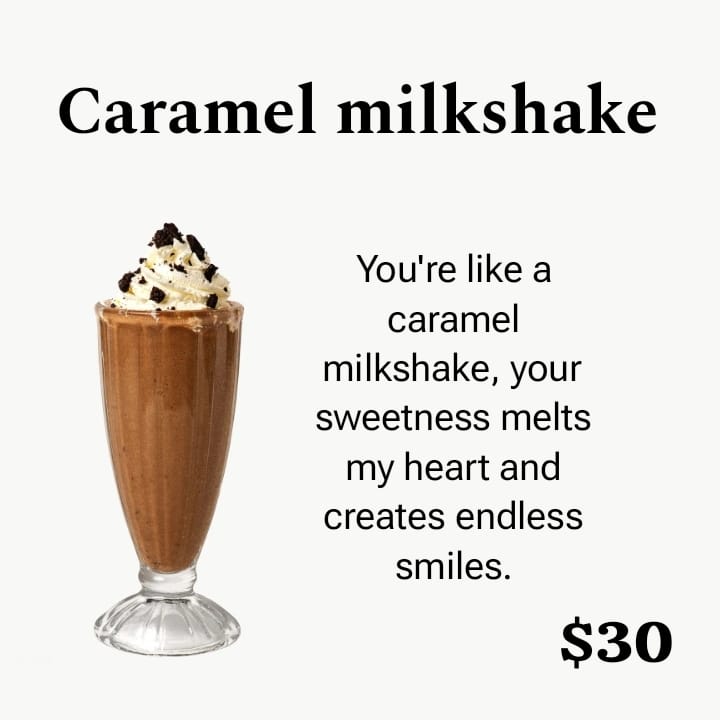 Caramel milkshake
You're like a
caramel
milkshake, your
sweetness melts
my heart and
creates endless
smiles.
$30